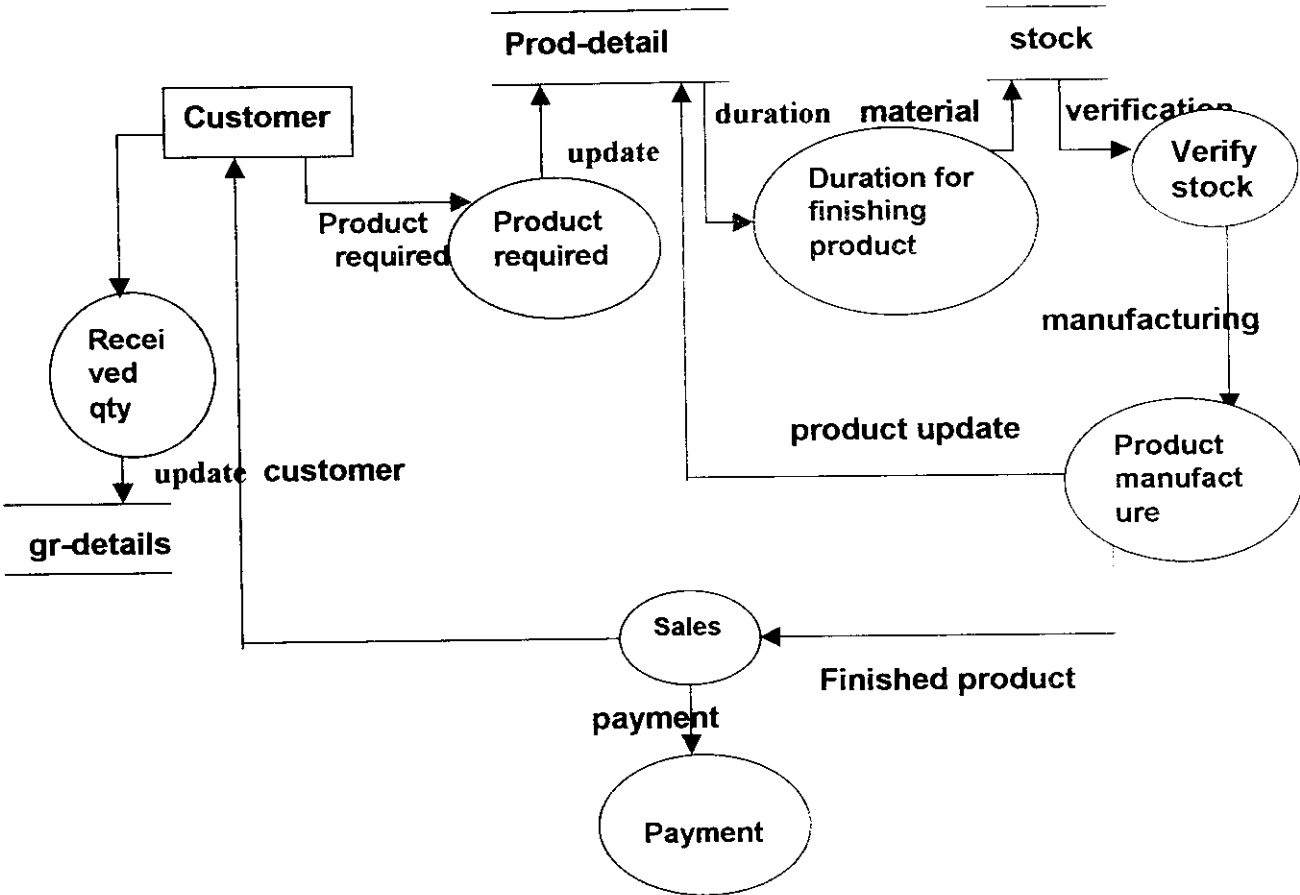 Prod-detail
stock
Customer
duration
material
verification
update
Verify
stock
Duration for
finishing
product
Product
required
Product
required
manufacturing
Recei
ved
qty
product update
Product
manufact
ure
update customer
gr-details
Sales
Finished product
payment
Payment